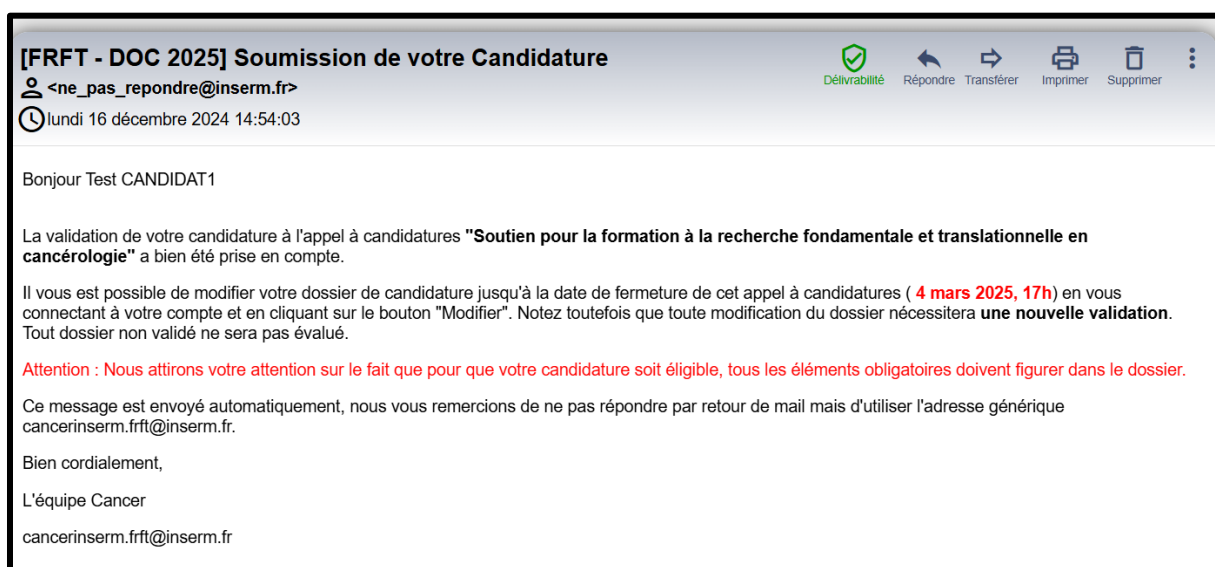 [FRFT - DOC 2025] Soumission de votre Candidature
<ne_pas_repondre@inserm.fr>
lundi 16 décembre 2024 14:54:03
Délivrabilité Répondre Transférer Imprimer Supprimer
Bonjour Test CANDIDAT1
La validation de votre candidature à l'appel à candidatures "Soutien pour la formation à la recherche fondamentale et translationnelle en
cancérologie" a bien été prise en compte.
Il vous est possible de modifier votre dossier de candidature jusqu'à la date de fermeture de cet appel à candidatures ( 4 mars 2025, 17h) en vous
connectant à votre compte et en cliquant sur le bouton "Modifier". Notez toutefois que toute modification du dossier nécessitera une nouvelle validation.
Tout dossier non validé ne sera pas évalué.
Attention : Nous attirons votre attention sur le fait que pour que votre candidature soit éligible, tous les éléments obligatoires doivent figurer dans le dossier.
Ce message est envoyé automatiquement, nous vous remercions de ne pas répondre par retour de mail mais d'utiliser l'adresse générique
cancerinserm.frft@inserm.fr.
Bien cordialement,
L'équipe Cancer
cancerinserm.frft@inserm.fr